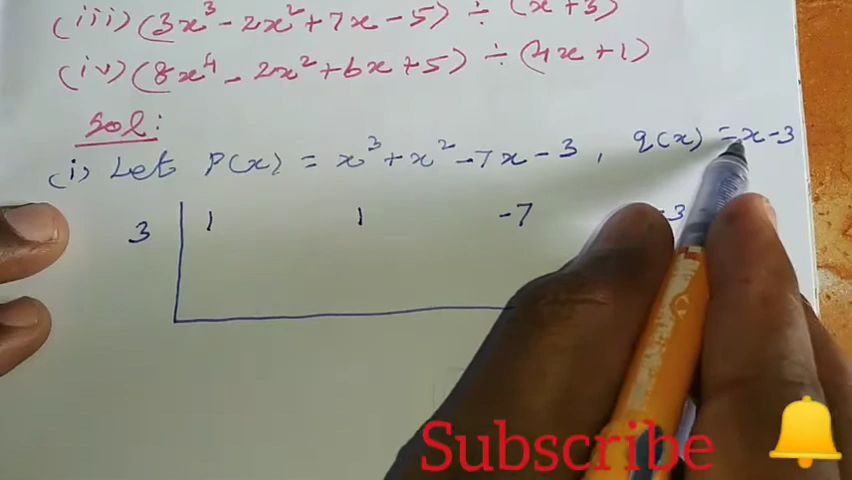 (iii) (3x³ - 2x² + 7x - 5) ÷ (x + 3)
(iv) (8x⁴ - 2x² + 6x + 5) ÷ (4x + 1)
Sol:
(i) Let P(x) = x³ + x² - 7x - 3, q(x) = x - 3
3 1 1 -7 -3
Subscribe